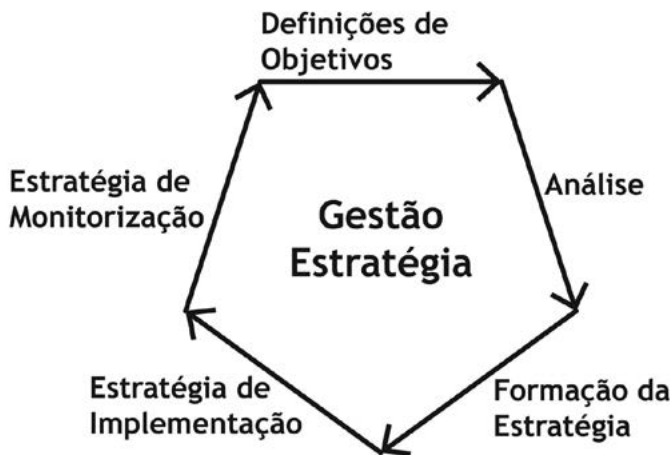 Definições de
Objetivos
Análise
Formação da
Estratégia
Estratégia de
Implementação
Estratégia de
Monitorização
Gestão
Estratégia